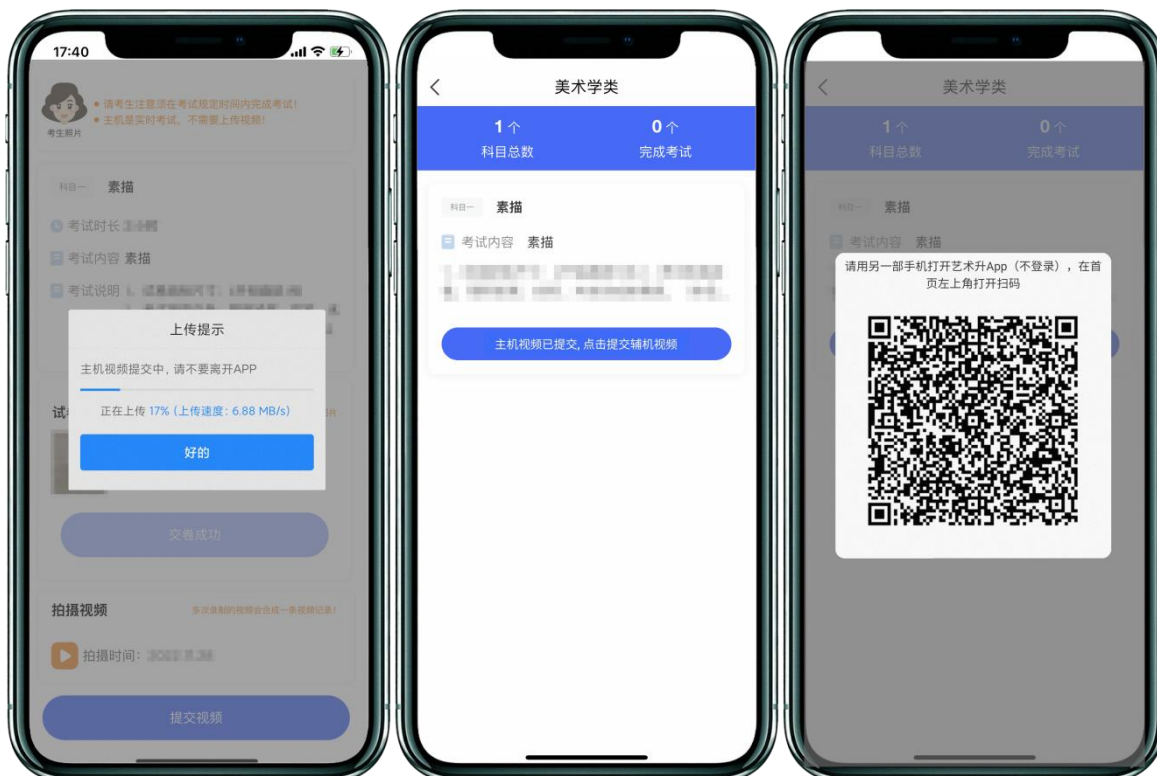 17:40
• 请考生注意须在考试规定时间内完成考试!
• 主机是实时考试、不需要上传视频!
考生照片
科目一 素描
考试时长
考试内容 素描
考试说明
上传提示
主机视频提交中, 请不要离开APP
正在上传 17% (上传速度: 6.88 MB/s)
好的
交卷成功
拍摄视频 多次录制的视频会合成一条视频记录!
拍摄时间:
提交视频
美术学类
1 个 0 个
科目总数 完成考试
科目一 素描
考试内容 素描
主机视频已提交, 点击提交辅机视频
美术学类
1 个 0 个
科目总数 完成考试
科目一 素描
考试内容 素描
请用另一部手机打开艺术升App（不登录），在首
页左上角打开扫码